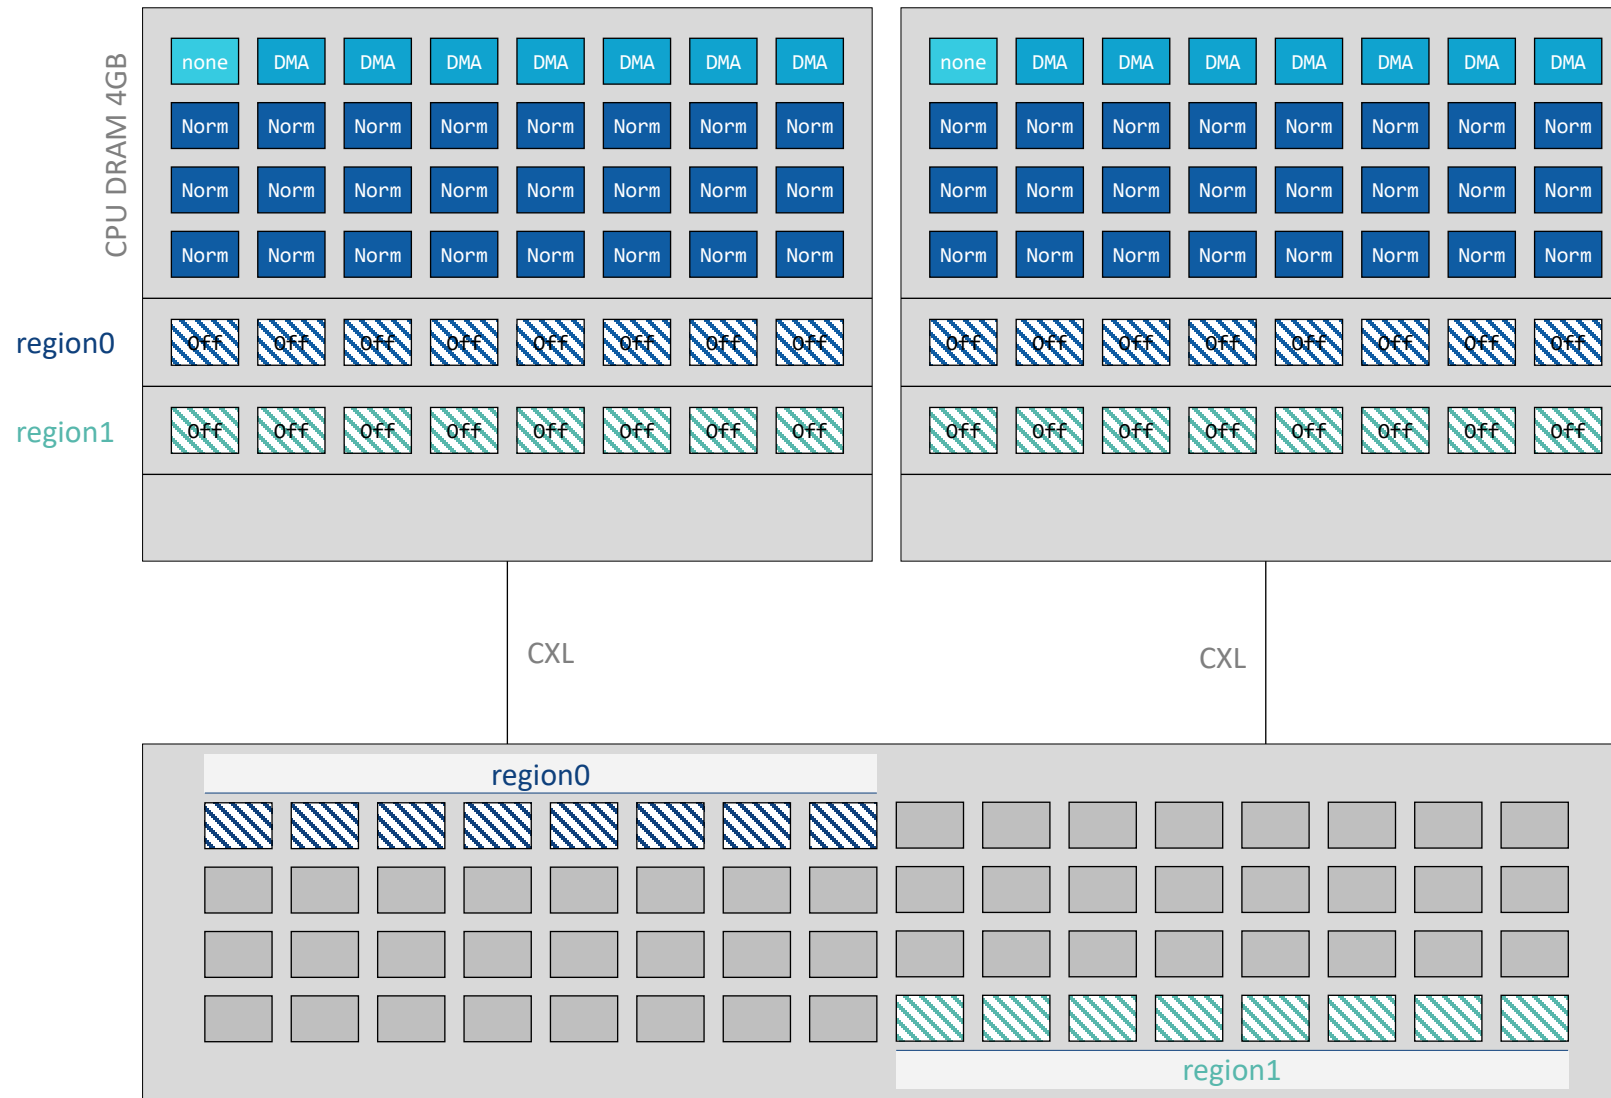 CPU DRAM 4GB
none DMA DMA DMA DMA DMA DMA DMA none DMA DMA DMA DMA DMA DMA DMA
Norm Norm Norm Norm Norm Norm Norm Norm Norm Norm Norm Norm Norm Norm Norm Norm
Norm Norm Norm Norm Norm Norm Norm Norm Norm Norm Norm Norm Norm Norm Norm Norm
Norm Norm Norm Norm Norm Norm Norm Norm Norm Norm Norm Norm Norm Norm Norm Norm
region0 Off Off Off Off Off Off Off Off Off Off Off Off Off Off Off Off
region1 Off Off Off Off Off Off Off Off Off Off Off Off Off Off Off Off
CXL CXL
region0
region1